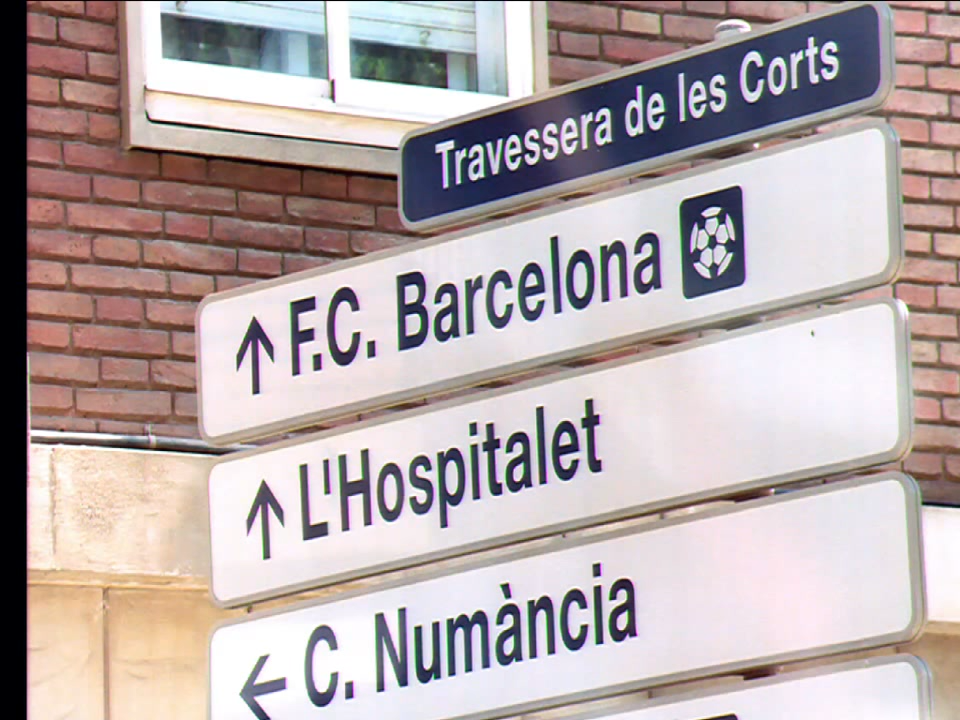 Travessera de les Corts
F.C. Barcelona
L'Hospitalet
C. Numància